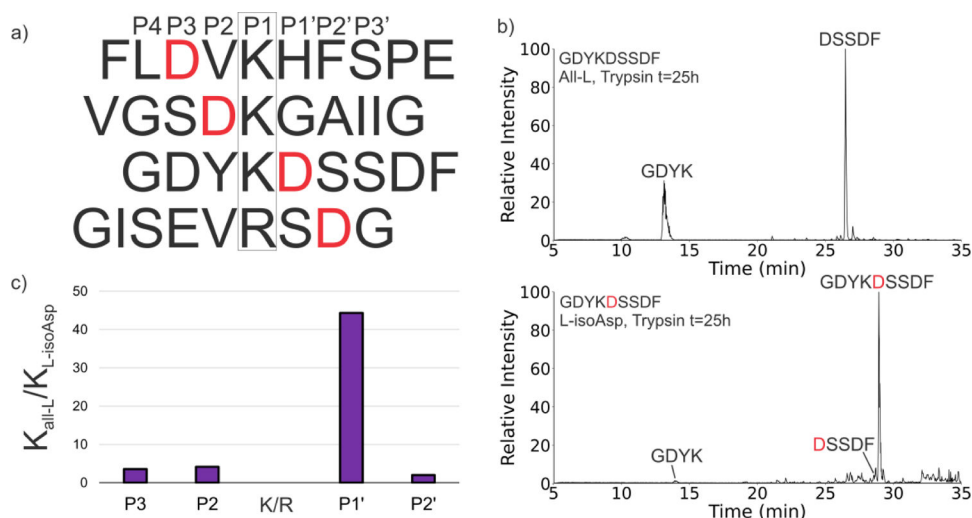 a)
P4 P3 P2 P1 P1' P2' P3'
FLDVKHFSPE
VGSDKGAIIG
GDYKDSSDF
GISEVRSDG
b)
GDYKDSSDF
All-L, Trypsin t=25h
DSSDF
GDYK
Relative Intensity
100
80
60
40
20
0
5 10 15 20 25 30 35
Time (min)
GDYKDSSDF
GDYKDSSDF
L-isoAsp, Trypsin t=25h
DSSDF
GDYK
Relative Intensity
100
80
60
40
20
0
5 10 15 20 25 30 35
Time (min)
c)
Kall-L/KL-isoAsp
50
40
30
20
10
0
P3 P2 K/R P1' P2'